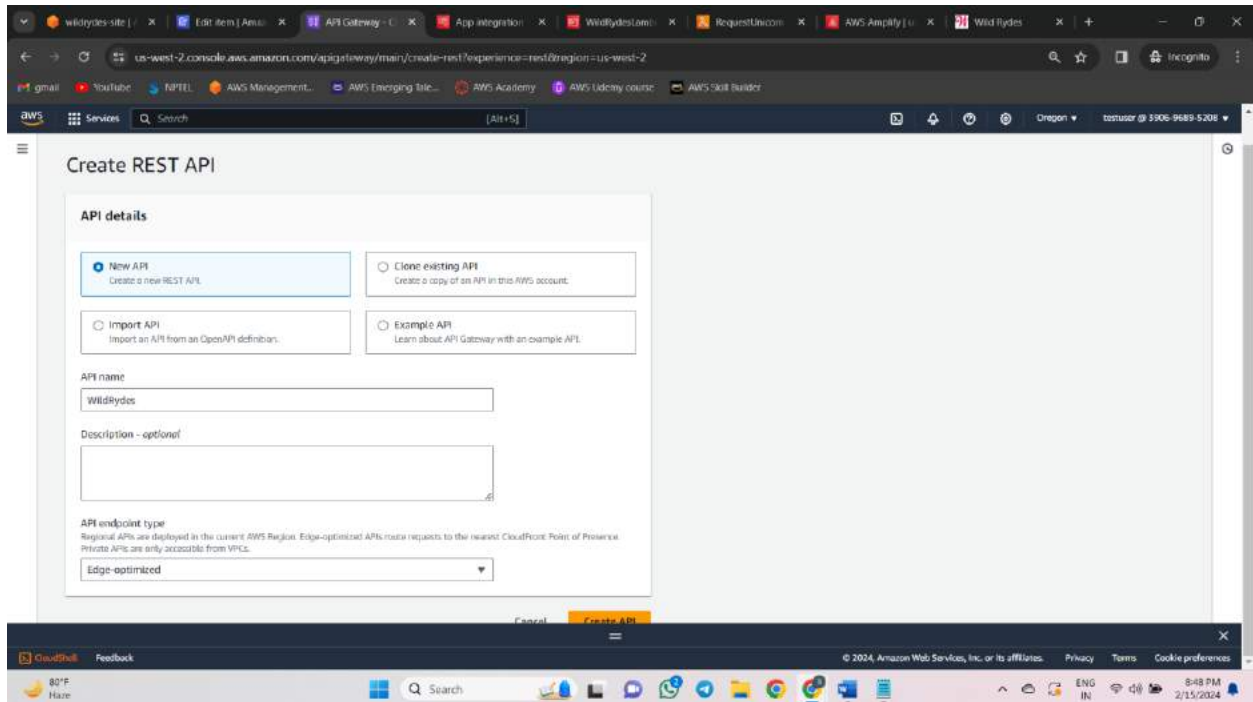 wildrydes-site | /
Edit item | Amaz
API Gateway - C
App integration
WildRydesLamb
RequestUnicorn
AWS Amplify | u
Wild Rydes
us-west-2.console.aws.amazon.com/apigateway/main/create-rest?experience=rest&region=us-west-2
Incognito
gmail YouTube NPTEL AWS Management... AWS Emerging Tale... AWS Academy AWS Udemy course AWS Skill Builder
aws Services Search [Alt+S] Oregon testuser @ 3906-9689-5208
Create REST API
API details
New API
Create a new REST API.
Clone existing API
Create a copy of an API in this AWS account.
Import API
Import an API from an OpenAPI definition.
Example API
Learn about API Gateway with an example API.
API name
WildRydes
Description - optional
API endpoint type
Regional APIs are deployed in the current AWS Region. Edge-optimized APIs route requests to the nearest CloudFront Point of Presence.
Private APIs are only accessible from VPCs.
Edge-optimized
Cancel Create API
CloudShell Feedback © 2024, Amazon Web Services, Inc. or its affiliates. Privacy Terms Cookie preferences
80°F
Haze
Search
ENG
IN
8:48 PM
2/15/2024